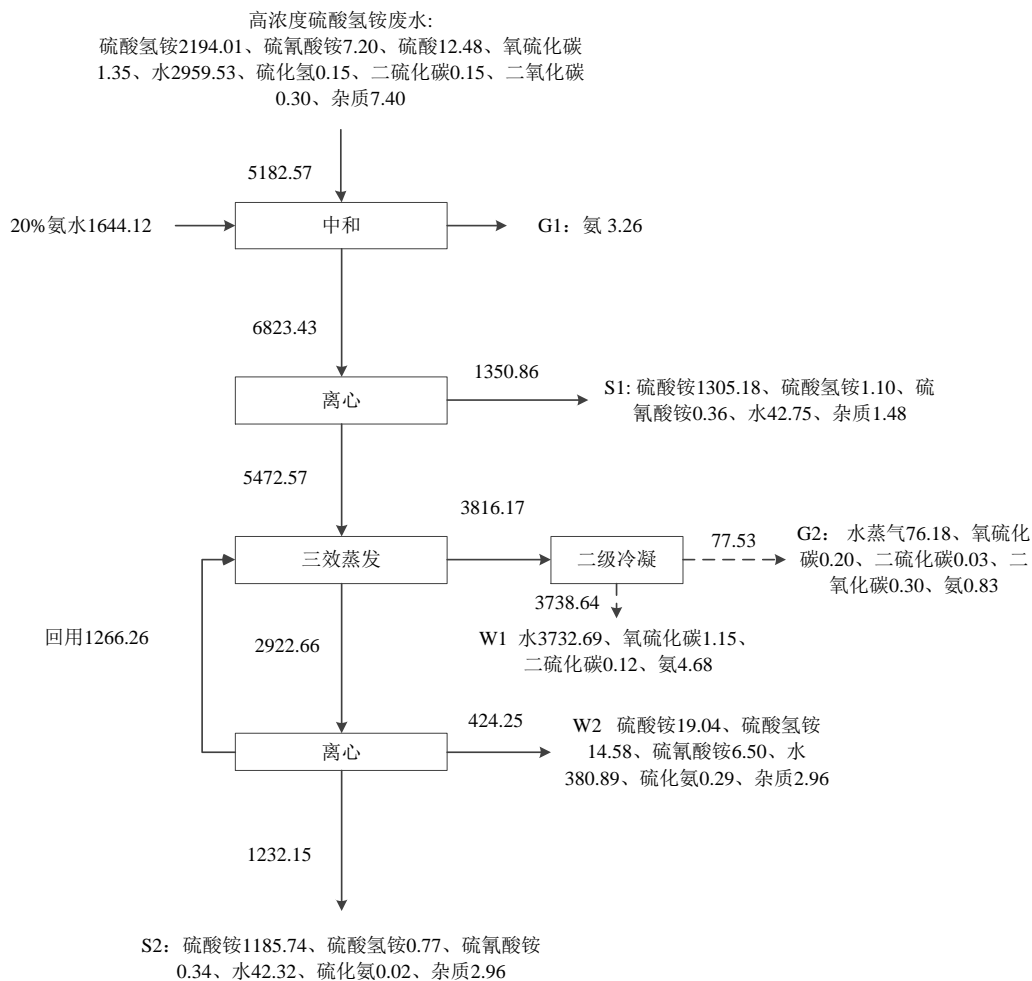 高浓度硫酸氢铵废水:
硫酸氢铵2194.01、硫氰酸铵7.20、硫酸12.48、氧硫化碳
1.35、水2959.53、硫化氢0.15、二硫化碳0.15、二氧化碳
0.30、杂质7.40
5182.57
20%氨水1644.12
中和
G1：氨 3.26
6823.43
1350.86
离心
S1: 硫酸铵1305.18、硫酸氢铵1.10、硫
氰酸铵0.36、水42.75、杂质1.48
5472.57
3816.17
三效蒸发
二级冷凝
77.53
G2： 水蒸气76.18、氧硫化
碳0.20、二硫化碳0.03、二
氧化碳0.30、氨0.83
3738.64
W1 水3732.69、氧硫化碳1.15、
二硫化碳0.12、氨4.68
回用1266.26
2922.66
424.25
离心
W2 硫酸铵19.04、硫酸氢铵
14.58、硫氰酸铵6.50、水
380.89、硫化氨0.29、杂质2.96
1232.15
S2：硫酸铵1185.74、硫酸氢铵0.77、硫氰酸铵
0.34、水42.32、硫化氨0.02、杂质2.96